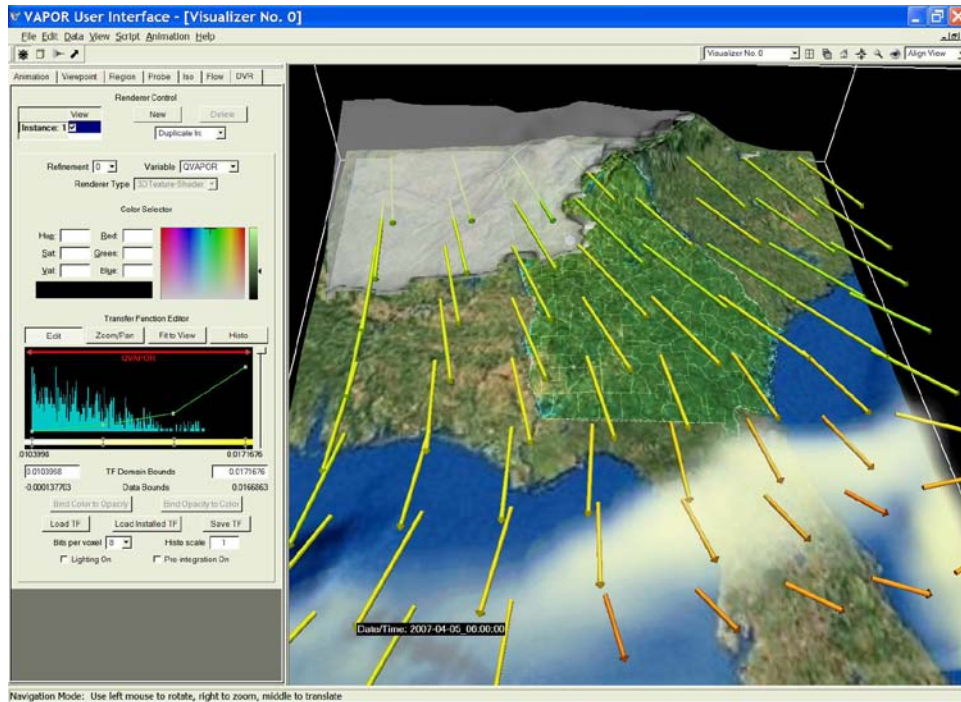 VAPOR User Interface - [Visualizer No. 0]
File Edit Data View Script Animation Help
Visualizer No. 0 Align View
Animation Viewpoint Region Probe Iso Flow DVR
Renderer Control
View New Delete
Instance: 1
Duplicate In:
Refinement 0 Variable QVAPOR
Renderer Type 3D Texture-Shader
Color Selector
Hue: Red:
Sat: Green:
Val: Blue:
Transfer Function Editor
Edit Zoom/Pan Fit to View Histo
QVAPOR
.0103998 0.0171676
0.0103998 TF Domain Bounds 0.0171676
-0.000137703 Data Bounds 0.0166863
Bind Color to Opacity Bind Opacity to Color
Load TF Load Installed TF Save TF
Bits per voxel 8 Histo scale 1
Lighting On Pre-integration On
Date/Time: 2007-04-05_06:00:00
Navigation Mode: Use left mouse to rotate, right to zoom, middle to translate